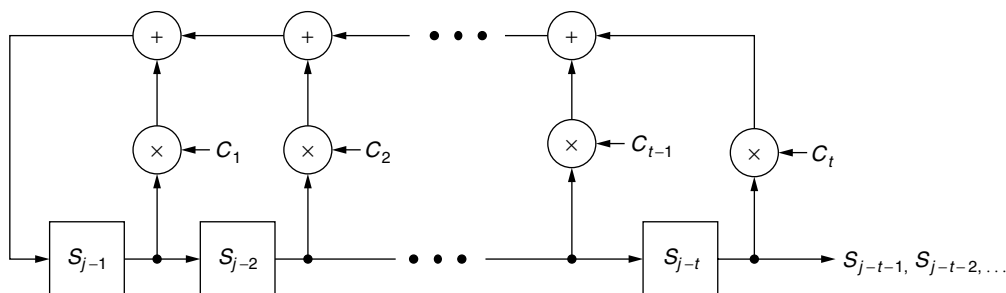 + + • • • +
× C₁ × C₂ × Cₜ₋₁ × Cₜ
Sⱼ₋₁ Sⱼ₋₂ • • • Sⱼ₋ₜ Sⱼ₋ₜ₋₁, Sⱼ₋ₜ₋₂, ...